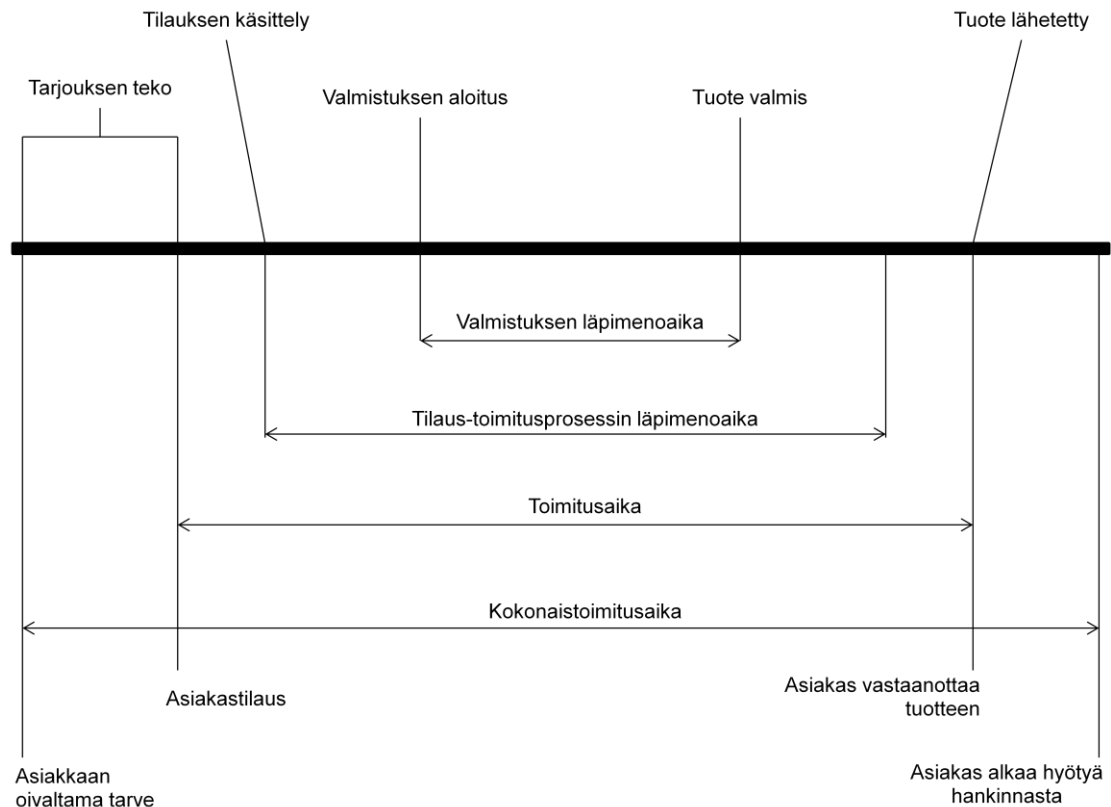 Tilauksen käsittely
Tuote lähetetty
Tarjouksen teko
Valmistuksen aloitus
Tuote valmis
Valmistuksen läpimenoaika
Tilaus-toimitusprosessin läpimenoaika
Toimitusaika
Kokonaistoimitusaika
Asiakastilaus
Asiakas vastaanottaa
tuotteen
Asiakkaan
oivaltama tarve
Asiakas alkaa hyötyä
hankinnasta